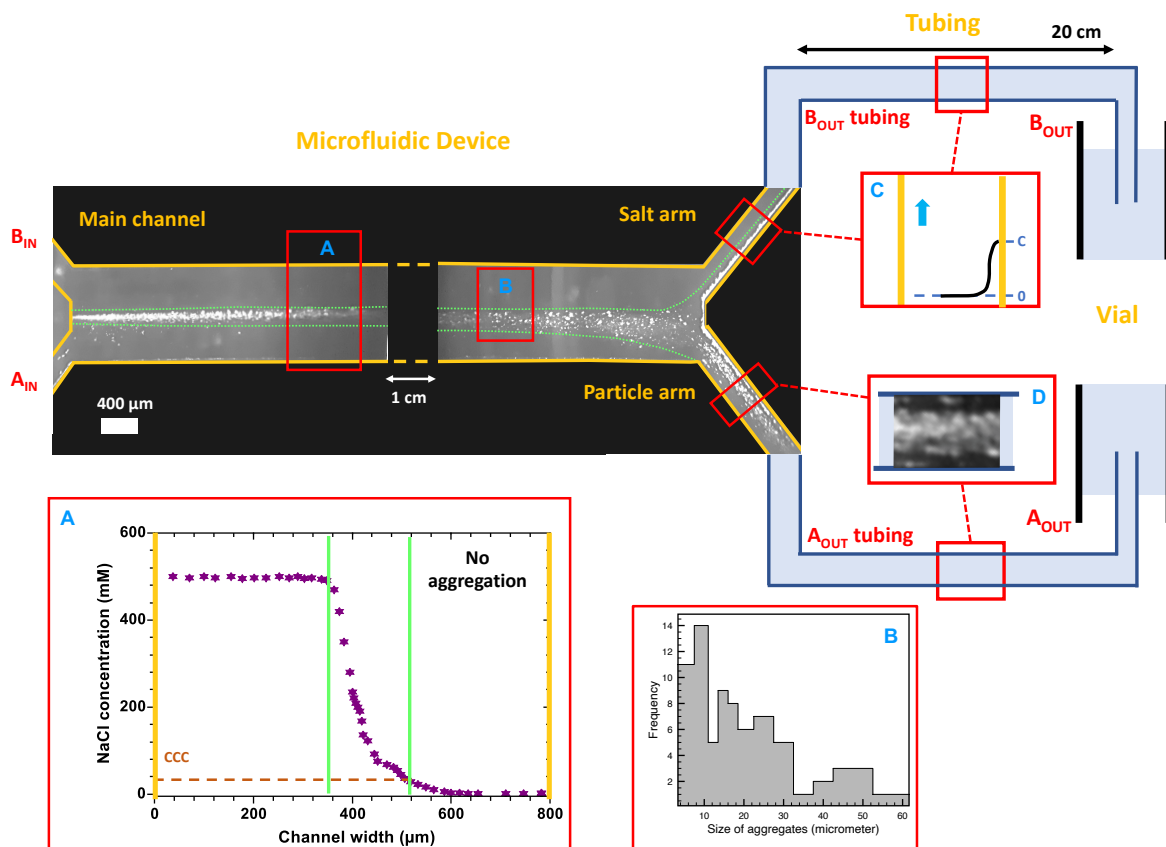 Tubing
20 cm
B_OUT tubing
B_OUT
Microfluidic Device
C
C
0
Main channel
Salt arm
B_IN
A
B
Vial
A_IN
1 cm
Particle arm
400 µm
D
A_OUT tubing
A_OUT
A
600
400
200
0
NaCl concentration (mM)
No
aggregation
CCC
0
200
400
600
800
Channel width (µm)
B
14
12
10
8
6
4
2
Frequency
10
20
30
40
50
60
Size of aggregates (micrometer)